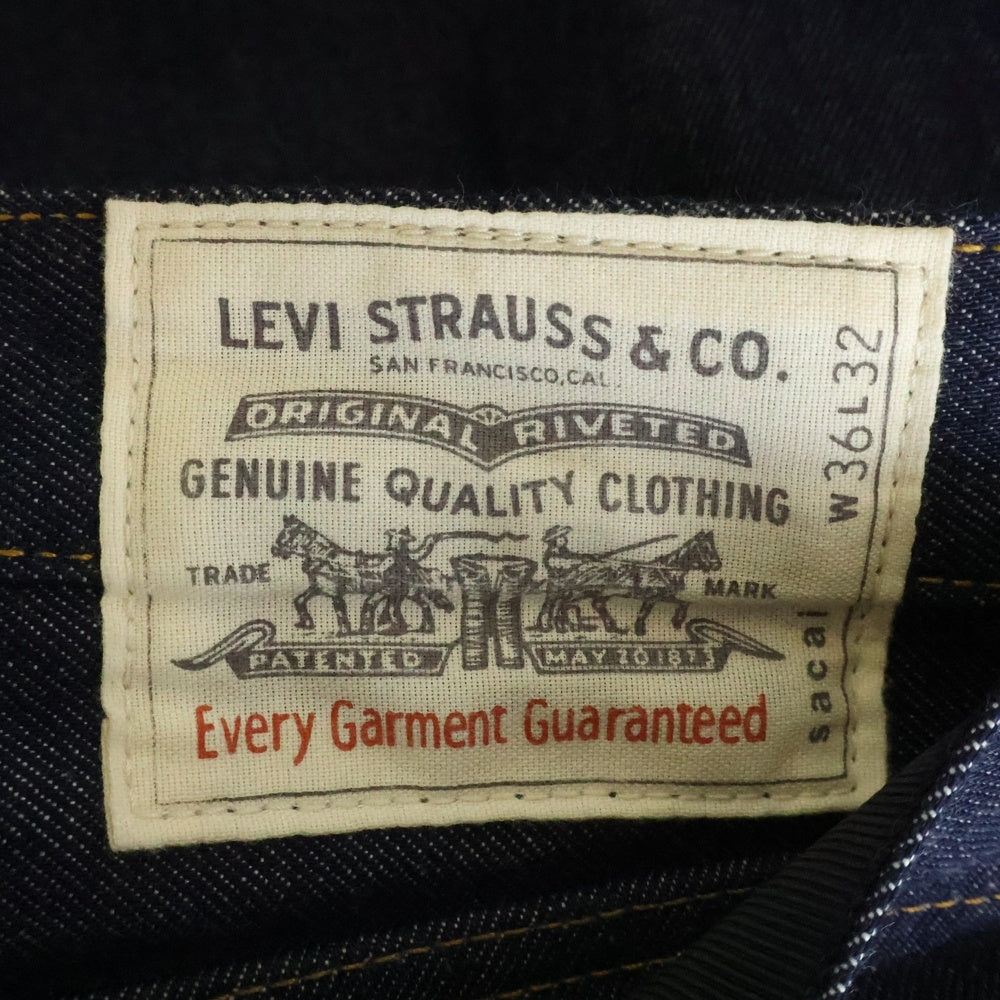 LEVI STRAUSS & CO.
SAN FRANCISCO, CAL.
ORIGINAL RIVETED
GENUINE QUALITY CLOTHING
TRADE MARK
PATENTED MAY 20 1873
Every Garment Guaranteed
W36L32
sacai